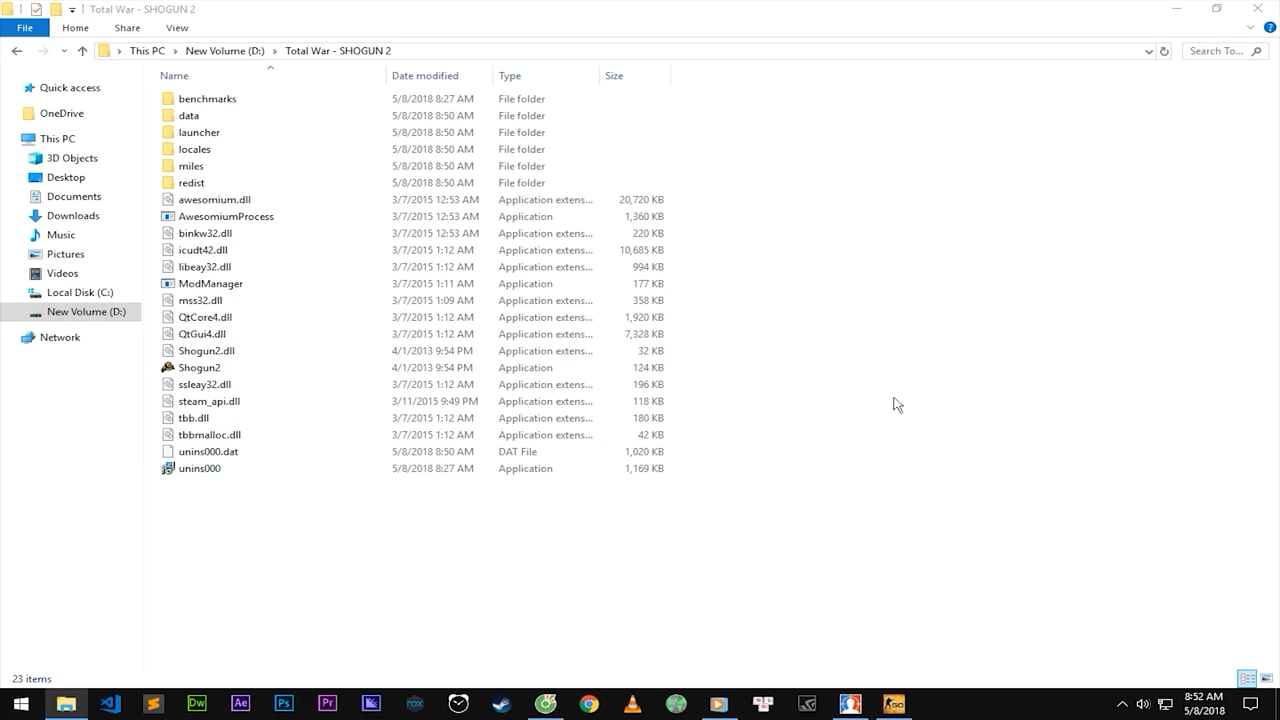 Total War - SHOGUN 2
File Home Share View
This PC New Volume (D:) Total War - SHOGUN 2 Search To...
Name Date modified Type Size
Quick access
OneDrive
This PC
3D Objects
Desktop
Documents
Downloads
Music
Pictures
Videos
Local Disk (C:)
New Volume (D:)
Network
benchmarks 5/8/2018 8:27 AM File folder
data 5/8/2018 8:50 AM File folder
launcher 5/8/2018 8:50 AM File folder
locales 5/8/2018 8:50 AM File folder
miles 5/8/2018 8:50 AM File folder
redist 5/8/2018 8:50 AM File folder
awesomium.dll 3/7/2015 12:53 AM Application extens... 20,720 KB
AwesomiumProcess 3/7/2015 12:53 AM Application 1,360 KB
binkw32.dll 3/7/2015 12:53 AM Application extens... 220 KB
icudt42.dll 3/7/2015 1:12 AM Application extens... 10,685 KB
libeay32.dll 3/7/2015 1:12 AM Application extens... 994 KB
ModManager 3/7/2015 1:11 AM Application 177 KB
mss32.dll 3/7/2015 1:09 AM Application extens... 358 KB
QtCore4.dll 3/7/2015 1:12 AM Application extens... 1,920 KB
QtGui4.dll 3/7/2015 1:12 AM Application extens... 7,328 KB
Shogun2.dll 4/1/2013 9:54 PM Application extens... 32 KB
Shogun2 4/1/2013 9:54 PM Application 124 KB
ssleay32.dll 3/7/2015 1:12 AM Application extens... 196 KB
steam_api.dll 3/11/2015 9:49 PM Application extens... 118 KB
tbb.dll 3/7/2015 1:12 AM Application extens... 180 KB
tbbmalloc.dll 3/7/2015 1:12 AM Application extens... 42 KB
unins000.dat 5/8/2018 8:50 AM DAT File 1,020 KB
unins000 5/8/2018 8:27 AM Application 1,169 KB
23 items
Dw Ae Ps Pr nox GO
8:52 AM
5/8/2018